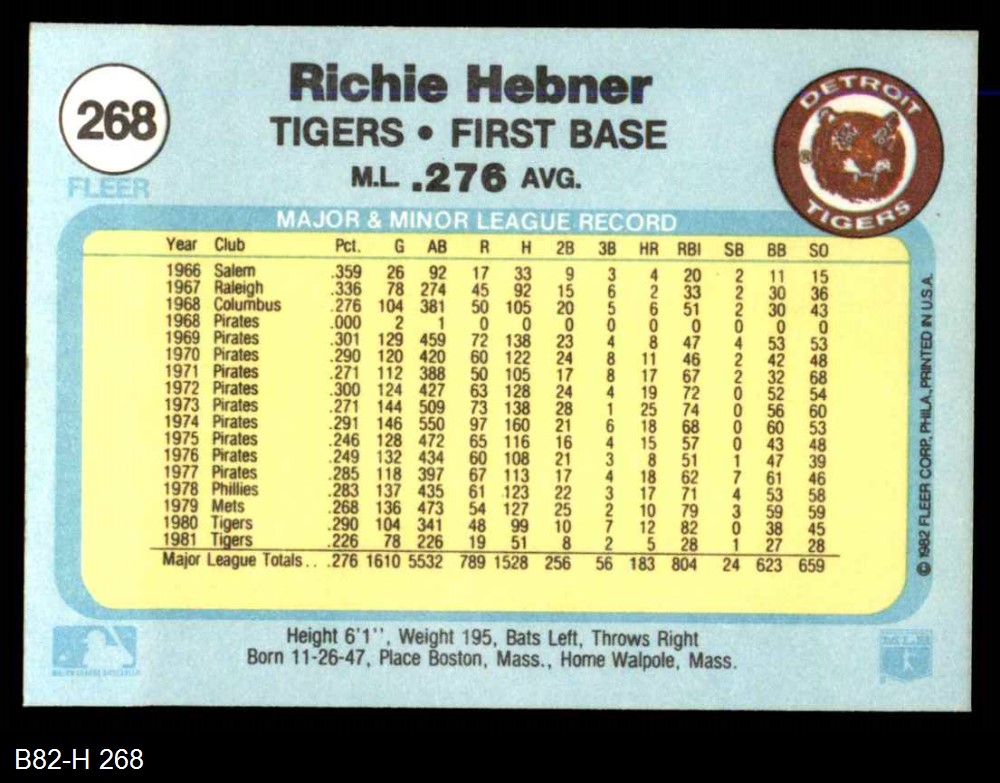 268
FLEER
Richie Hebner
TIGERS • FIRST BASE
M.L. .276 AVG.
DETROIT
TIGERS
®
MAJOR & MINOR LEAGUE RECORD
Year Club Pct. G AB R H 2B 3B HR RBI SB BB SO
1966 Salem .359 26 92 17 33 9 3 4 20 2 11 15
1967 Raleigh .336 78 274 45 92 15 6 2 33 2 30 36
1968 Columbus .276 104 381 50 105 20 5 6 51 2 30 43
1968 Pirates .000 2 1 0 0 0 0 0 0 0 0 0
1969 Pirates .301 129 459 72 138 23 4 8 47 4 53 53
1970 Pirates .290 120 420 60 122 24 8 11 46 2 42 48
1971 Pirates .271 112 388 50 105 17 8 17 67 2 32 68
1972 Pirates .300 124 427 63 128 24 4 19 72 0 52 54
1973 Pirates .271 144 509 73 138 28 1 25 74 0 56 60
1974 Pirates .291 146 550 97 160 21 6 18 68 0 60 53
1975 Pirates .246 128 472 65 116 16 4 15 57 0 43 48
1976 Pirates .249 132 434 60 108 21 3 8 51 1 47 39
1977 Pirates .285 118 397 67 113 17 4 18 62 7 61 46
1978 Phillies .283 137 435 61 123 22 3 17 71 4 53 58
1979 Mets .268 136 473 54 127 25 2 10 79 3 59 59
1980 Tigers .290 104 341 48 99 10 7 12 82 0 38 45
1981 Tigers .226 78 226 19 51 8 2 5 28 1 27 28
Major League Totals . . .276 1610 5532 789 1528 256 56 183 804 24 623 659
© 1982 FLEER CORP., PHILA., PRINTED IN U.S.A.
Height 6'1'', Weight 195, Bats Left, Throws Right
Born 11-26-47, Place Boston, Mass., Home Walpole, Mass.
B82-H 268